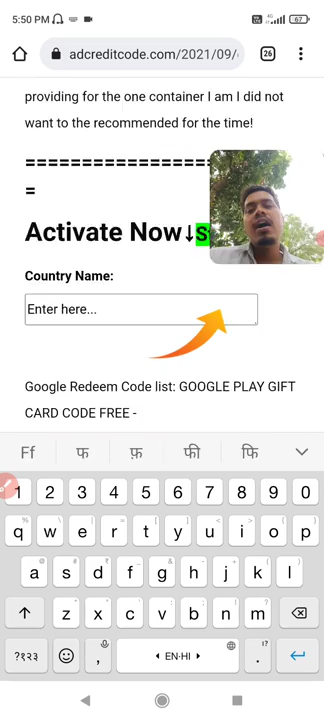 5:50 PM 4G 67
adcreditcode.com/2021/09/ 26
providing for the one container I am I did not
want to the recommended for the time!
=================
=
Activate Now↓S
Country Name:
Enter here...
Google Redeem Code list: GOOGLE PLAY GIFT
CARD CODE FREE -
Ff फ फ़ फी फि
1 2 3 4 5 6 7 8 9 0
q w e r t y u i o p
a s d f g h j k l
z x c v b n m
?१२३ , EN·HI .